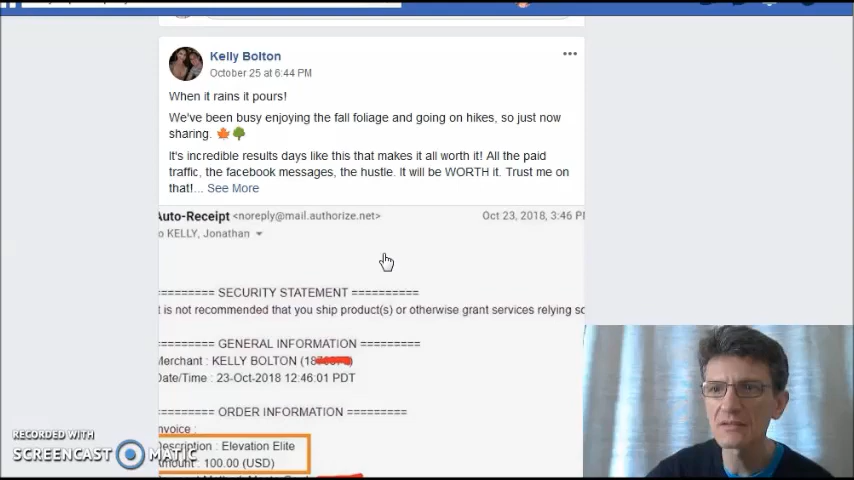 Kelly Bolton
October 25 at 6:44 PM
When it rains it pours!
We've been busy enjoying the fall foliage and going on hikes, so just now
sharing. 🍁🌳
It's incredible results days like this that makes it all worth it! All the paid
traffic, the facebook messages, the hustle. It will be WORTH it. Trust me on
that!... See More
Auto-Receipt <noreply@mail.authorize.net> Oct 23, 2018, 3:46 P
o KELLY, Jonathan
======== SECURITY STATEMENT ==========
t is not recommended that you ship product(s) or otherwise grant services relying so
======== GENERAL INFORMATION =========
Merchant : KELLY BOLTON (18
Date/Time : 23-Oct-2018 12:46:01 PDT
======== ORDER INFORMATION =========
nvoice :
Description : Elevation Elite
Amount : 100.00 (USD)
RECORDED WITH
SCREENCAST MATIC